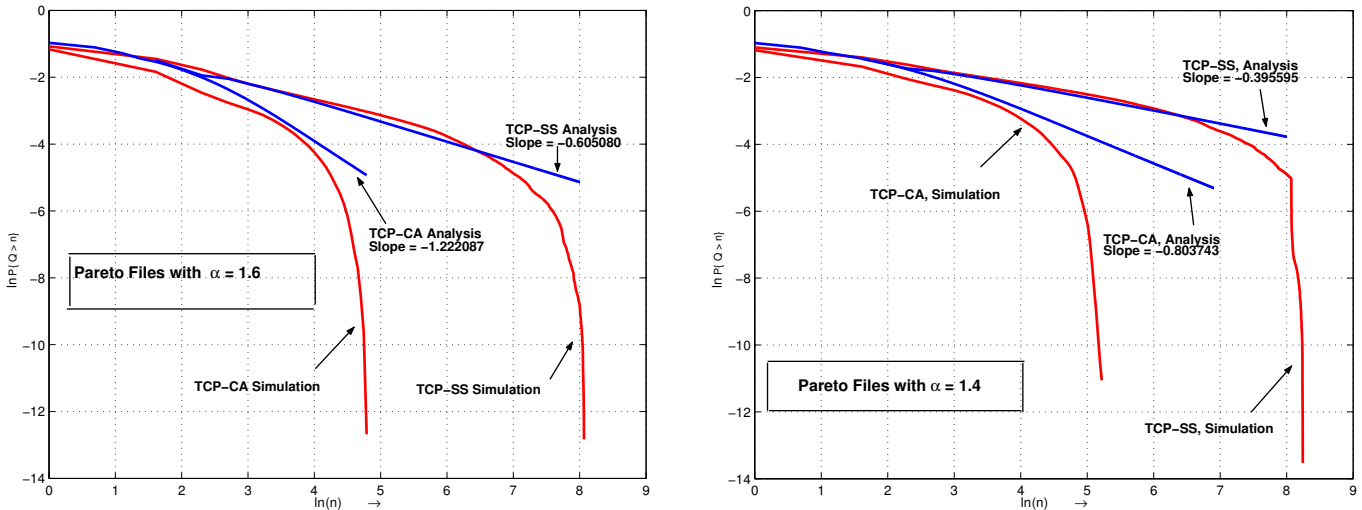 0
−2
−4
−6
−8
−10
−12
−14
ln P{ Q > n}
0 1 2 3 4 5 6 7 8 9
ln(n) →
TCP−SS Analysis
Slope = −0.605080
TCP−CA Analysis
Slope = −1.222087
Pareto Files with α = 1.6
TCP−CA Simulation
TCP−SS Simulation
0
−2
−4
−6
−8
−10
−12
−14
ln P{ Q > n}
0 1 2 3 4 5 6 7 8 9
ln(n) →
TCP−SS, Analysis
Slope = −0.395595
TCP−CA, Simulation
TCP−CA, Analysis
Slope = −0.803743
Pareto Files with α = 1.4
TCP−SS, Simulation